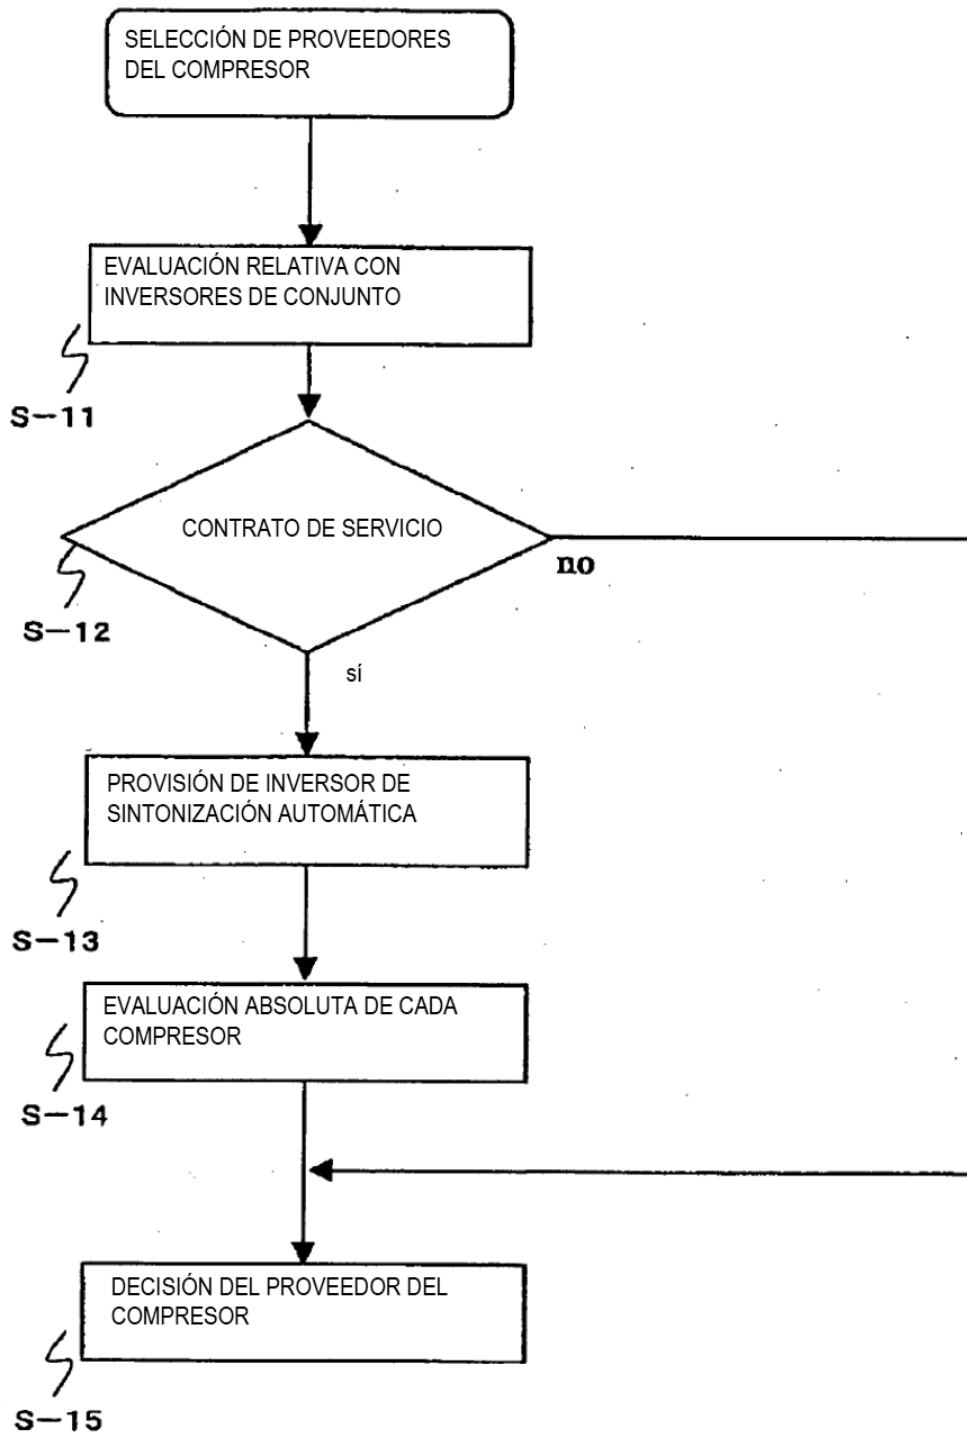 SELECCIÓN DE PROVEEDORES
DEL COMPRESOR
EVALUACIÓN RELATIVA CON
INVERSORES DE CONJUNTO
S-11
CONTRATO DE SERVICIO
no
S-12
sí
PROVISIÓN DE INVERSOR DE
SINTONIZACIÓN AUTOMÁTICA
S-13
EVALUACIÓN ABSOLUTA DE CADA
COMPRESOR
S-14
DECISIÓN DEL PROVEEDOR DEL
COMPRESOR
S-15